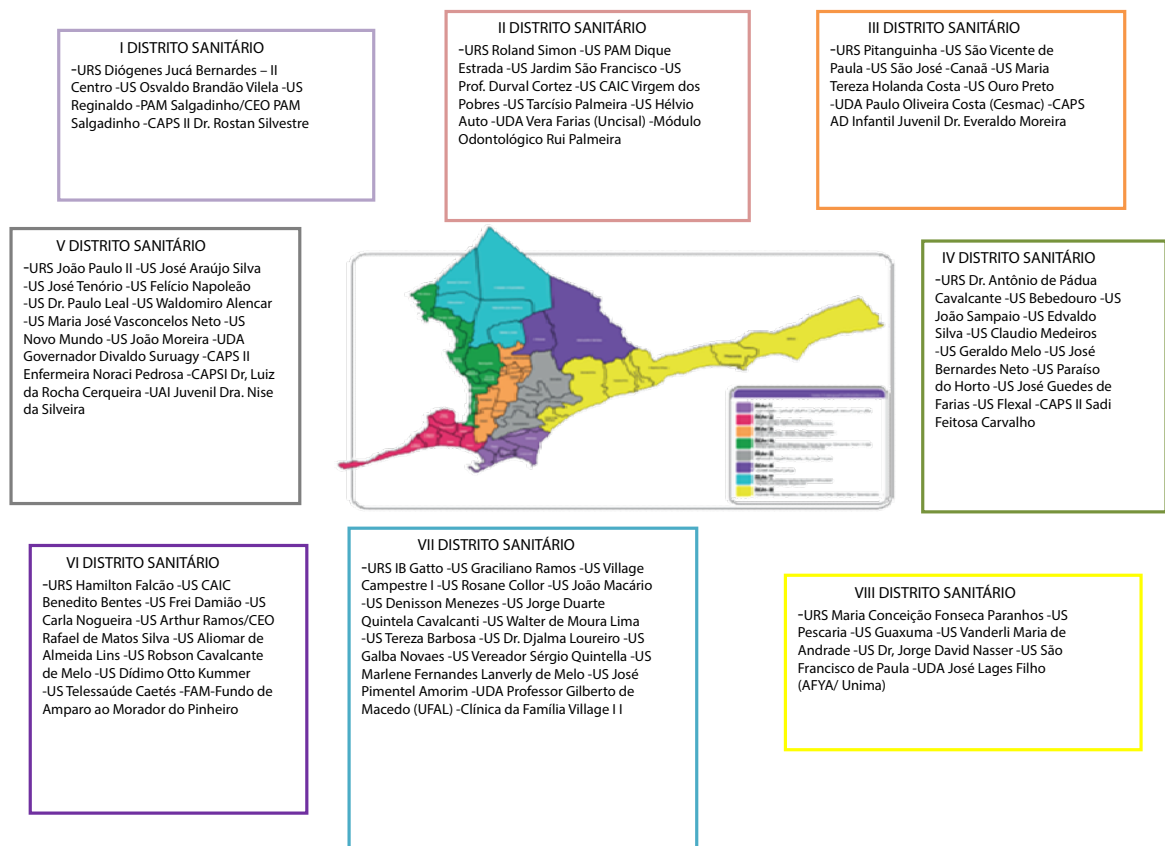 I DISTRITO SANITÁRIO
-URS Diógenes Jucá Bernardes – II
Centro -US Osvaldo Brandão Vilela -US
Reginaldo -PAM Salgadinho/CEO PAM
Salgadinho -CAPS II Dr. Rostan Silvestre
II DISTRITO SANITÁRIO
-URS Roland Simon -US PAM Dique
Estrada -US Jardim São Francisco -US
Prof. Durval Cortez -US CAIC Virgem dos
Pobres -US Tarcísio Palmeira -US Hélvio
Auto -UDA Vera Farias (Uncisal) -Módulo
Odontológico Rui Palmeira
III DISTRITO SANITÁRIO
-URS Pitanguinha -US São Vicente de
Paula -US São José -Canaã -US Maria
Tereza Holanda Costa -US Ouro Preto
-UDA Paulo Oliveira Costa (Cesmac) -CAPS
AD Infantil Juvenil Dr. Everaldo Moreira
V DISTRITO SANITÁRIO
-URS João Paulo II -US José Araújo Silva
-US José Tenório -US Felício Napoleão
-US Dr. Paulo Leal -US Waldomiro Alencar
-US Maria José Vasconcelos Neto -US
Novo Mundo -US João Moreira -UDA
Governador Divaldo Suruagy -CAPS II
Enfermeira Noraci Pedrosa -CAPSI Dr, Luiz
da Rocha Cerqueira -UAI Juvenil Dra. Nise
da Silveira
IV DISTRITO SANITÁRIO
-URS Dr. Antônio de Pádua
Cavalcante -US Bebedouro -US
João Sampaio -US Edvaldo
Silva -US Claudio Medeiros
-US Geraldo Melo -US José
Bernardes Neto -US Paraíso
do Horto -US José Guedes de
Farias -US Flexal -CAPS II Sadi
Feitosa Carvalho
VI DISTRITO SANITÁRIO
-URS Hamilton Falcão -US CAIC
Benedito Bentes -US Frei Damião -US
Carla Nogueira -US Arthur Ramos/CEO
Rafael de Matos Silva -US Aliomar de
Almeida Lins -US Robson Cavalcante
de Melo -US Dídimo Otto Kummer
-US Telessaúde Caetés -FAM-Fundo de
Amparo ao Morador do Pinheiro
VII DISTRITO SANITÁRIO
-URS IB Gatto -US Graciliano Ramos -US Village
Campestre I -US Rosane Collor -US João Macário
-US Denisson Menezes -US Jorge Duarte
Quintela Cavalcanti -US Walter de Moura Lima
-US Tereza Barbosa -US Dr. Djalma Loureiro -US
Galba Novaes -US Vereador Sérgio Quintella -US
Marlene Fernandes Lanverly de Melo -US José
Pimentel Amorim -UDA Professor Gilberto de
Macedo (UFAL) -Clínica da Família Village I I
VIII DISTRITO SANITÁRIO
-URS Maria Conceição Fonseca Paranhos -US
Pescaria -US Guaxuma -US Vanderli Maria de
Andrade -US Dr, Jorge David Nasser -US São
Francisco de Paula -UDA José Lages Filho
(AFYA/ Unima)